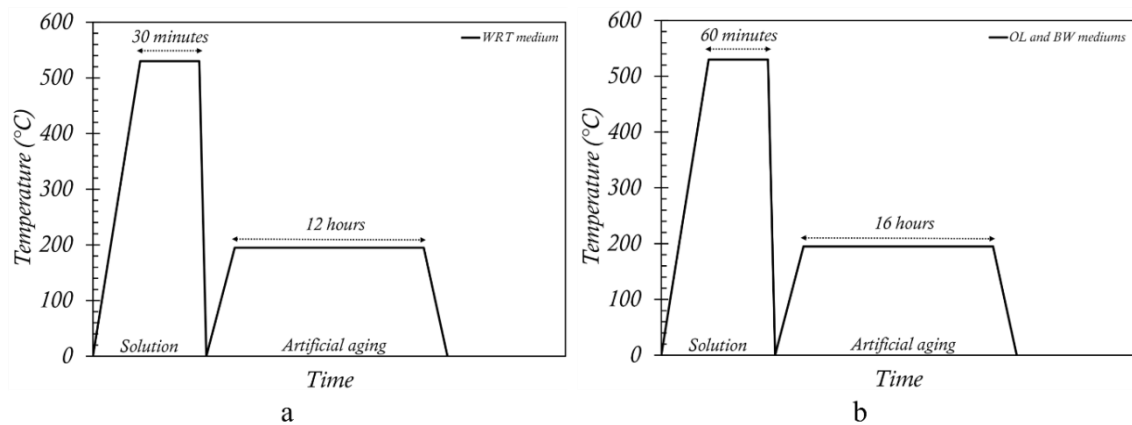 600
500
400
300
200
100
0
Temperature (°C)
30 minutes
WRT medium
12 hours
Solution
Artificial aging
Time
a
600
500
400
300
200
100
0
Temperature (°C)
60 minutes
OL and BW mediums
16 hours
Solution
Artificial aging
Time
b